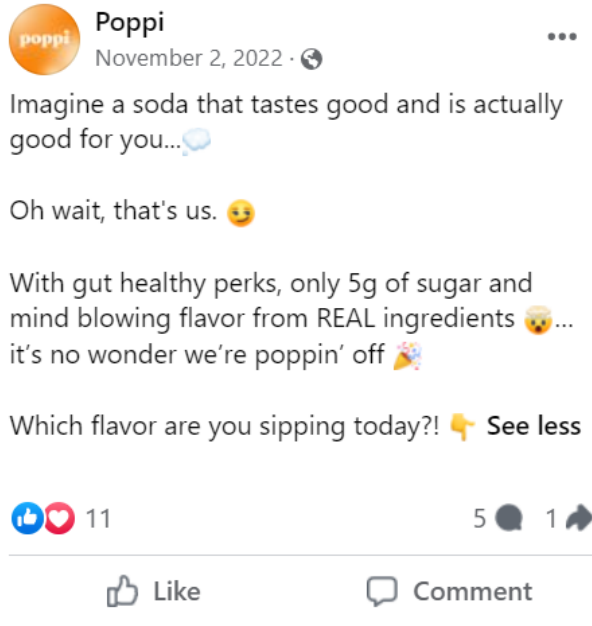 poppi
Poppi
November 2, 2022 ·
Imagine a soda that tastes good and is actually
good for you...💭
Oh wait, that's us. 😏
With gut healthy perks, only 5g of sugar and
mind blowing flavor from REAL ingredients 🤯...
it's no wonder we're poppin' off 🎉
Which flavor are you sipping today?! 👇 See less
11
5 1
Like Comment